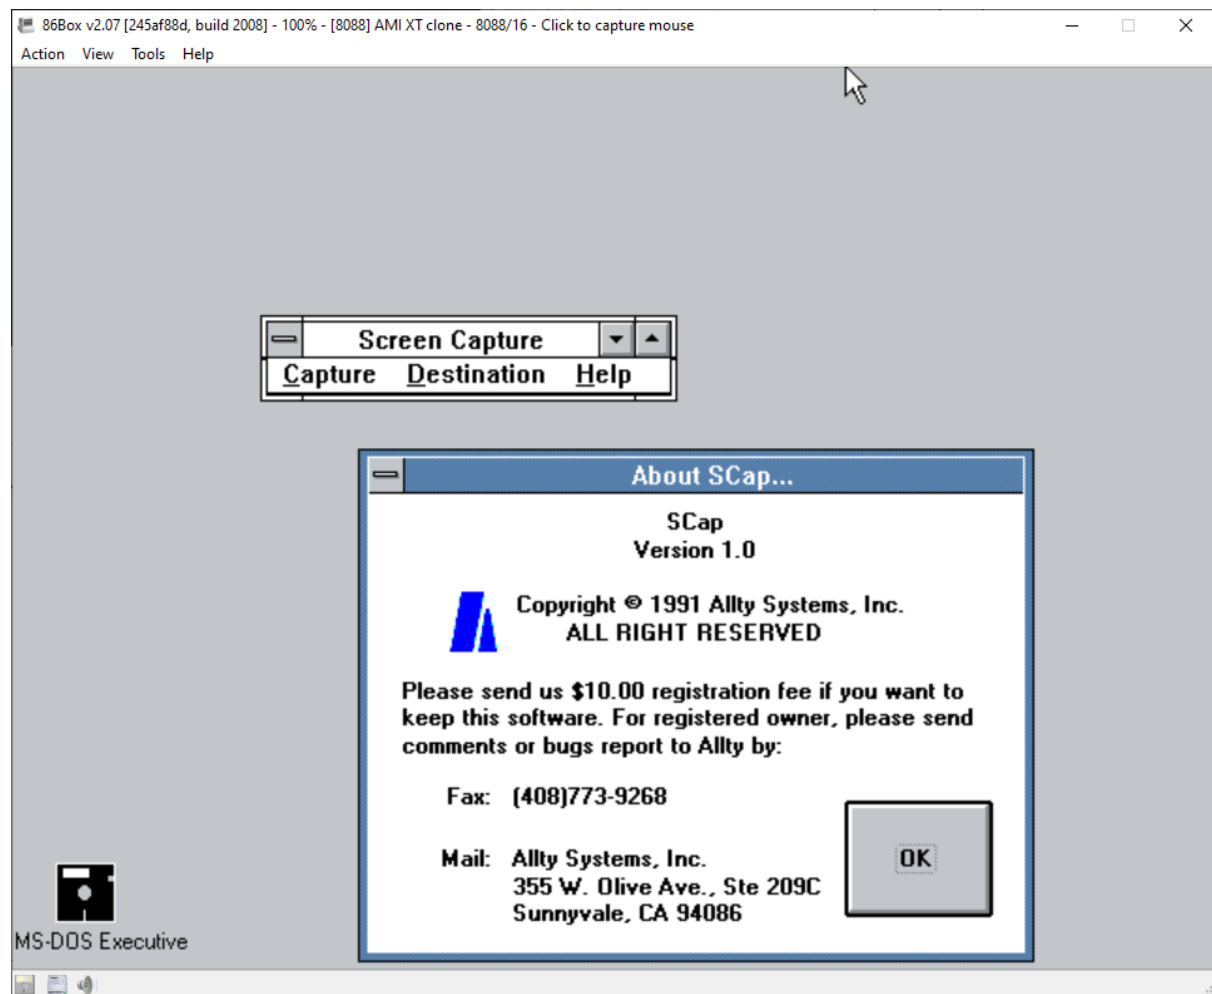 86Box v2.07 [245af88d, build 2008] - 100% - [8088] AMI XT clone - 8088/16 - Click to capture mouse
Action View Tools Help
Screen Capture
Capture Destination Help
About SCap...
SCap
Version 1.0
Copyright © 1991 Allty Systems, Inc.
ALL RIGHT RESERVED
Please send us $10.00 registration fee if you want to
keep this software. For registered owner, please send
comments or bugs report to Allty by:
Fax: (408)773-9268
Mail: Allty Systems, Inc.
355 W. Olive Ave., Ste 209C
Sunnyvale, CA 94086
OK
MS-DOS Executive